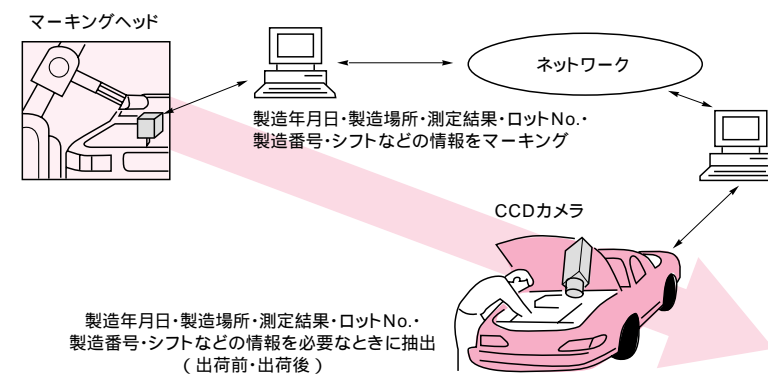 マーキングヘッド
ネットワーク
製造年月日・製造場所・測定結果・ロットNo.・
製造番号・シフトなどの情報をマーキング
CCDカメラ
製造年月日・製造場所・測定結果・ロットNo.・
製造番号・シフトなどの情報を必要なときに抽出
(出荷前・出荷後)